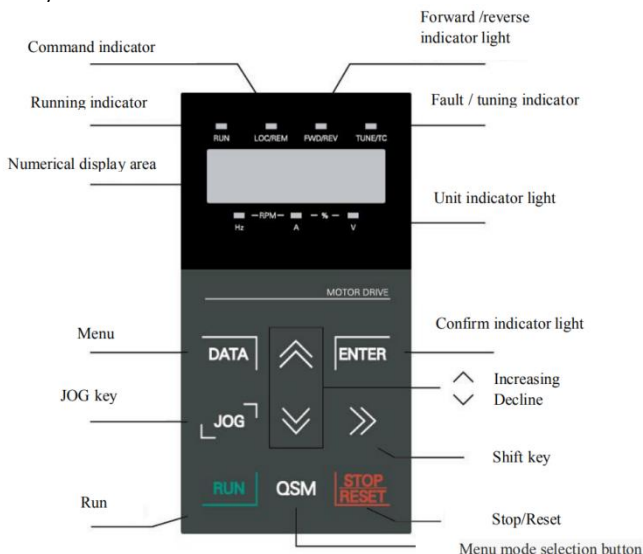 Forward /reverse
indicator light
Command indicator
Running indicator
Fault / tuning indicator
RUN LOC/REM FWD/REV TUNE/TC
Numerical display area
Unit indicator light
RPM %
Hz A V
MOTOR DRIVE
Menu
Confirm indicator light
DATA ENTER
Increasing
Decline
JOG key
JOG
Shift key
RUN QSM STOP
RESET
Run
Stop/Reset
Menu mode selection button